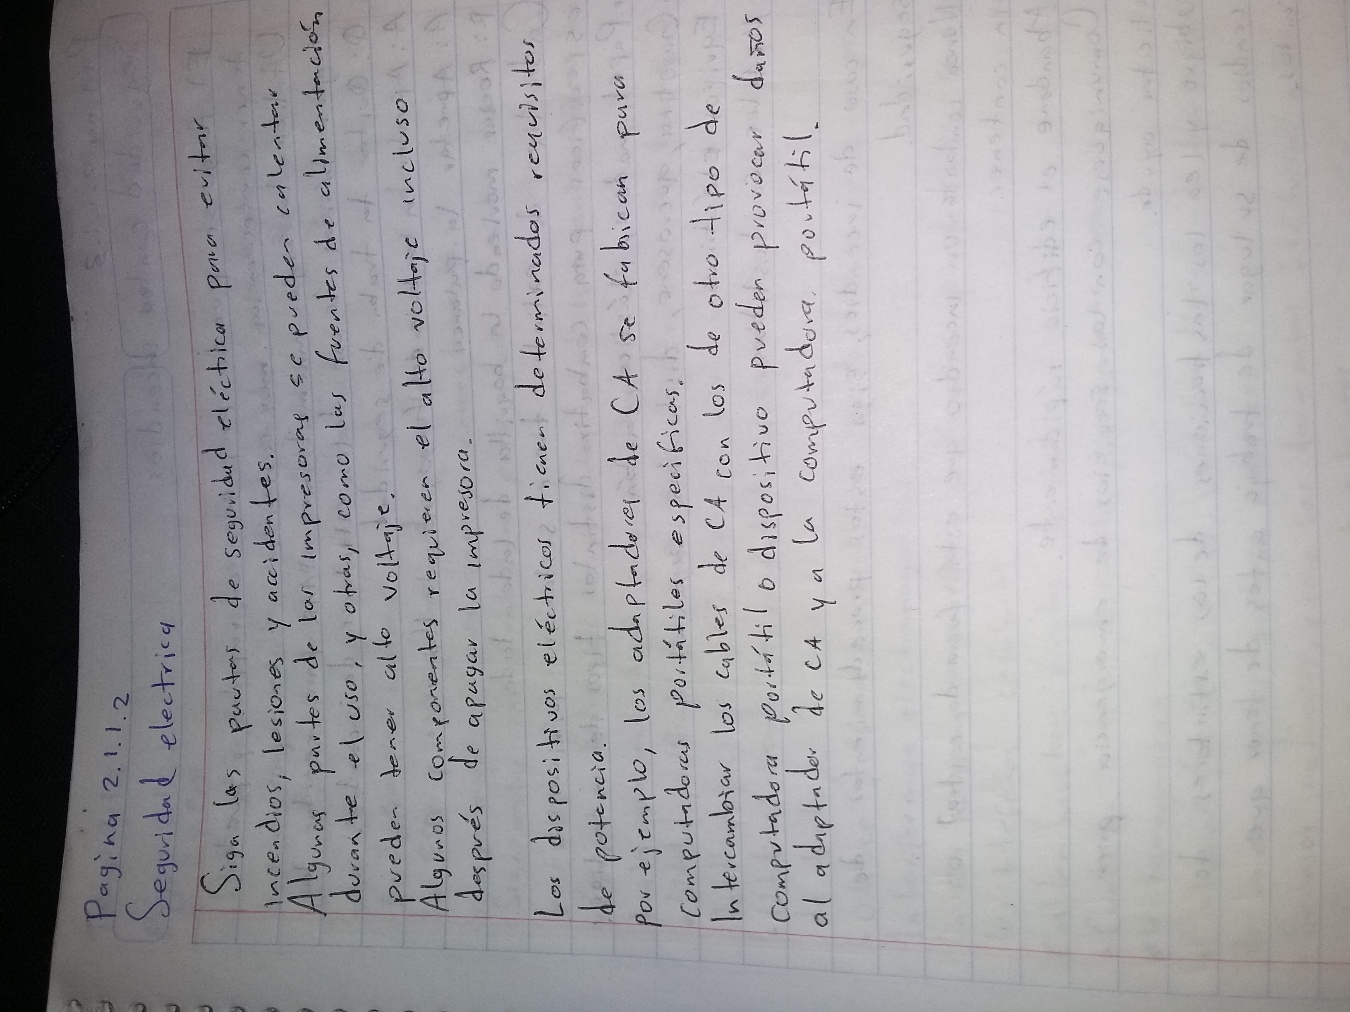 Pagina 2.1.1.2
Seguridad electrica
Siga las pautas de seguridad eléctrica para evitar
incendios, lesiones y accidentes.
Algunas partes de las impresoras se pueden calentar
durante el uso, y otras, como las fuentes de alimentación
pueden tener alto voltaje.
Algunos componentes requieren el alto voltaje incluso
después de apagar la impresora.
Los dispositivos eléctricos tienen determinados requisitos
de potencia.
Por ejemplo, los adaptadores de CA se fabican para
Computadoras portátiles especificas.
Intercambiar los cables de CA con los de otro tipo de
computadora portátil o dispositivo pueden provocar daños
al adaptador de CA y a la computadora portátil.